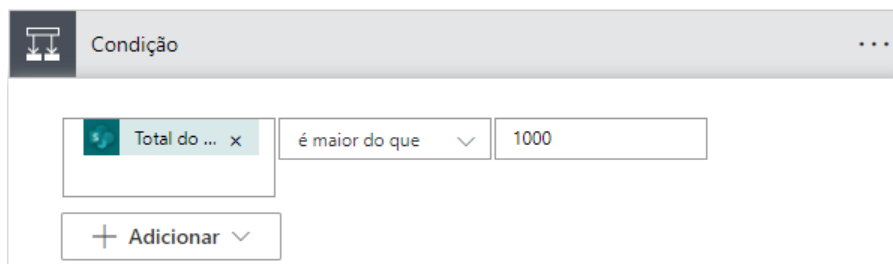 Condição
Total do ... x é maior do que 1000
Adicionar